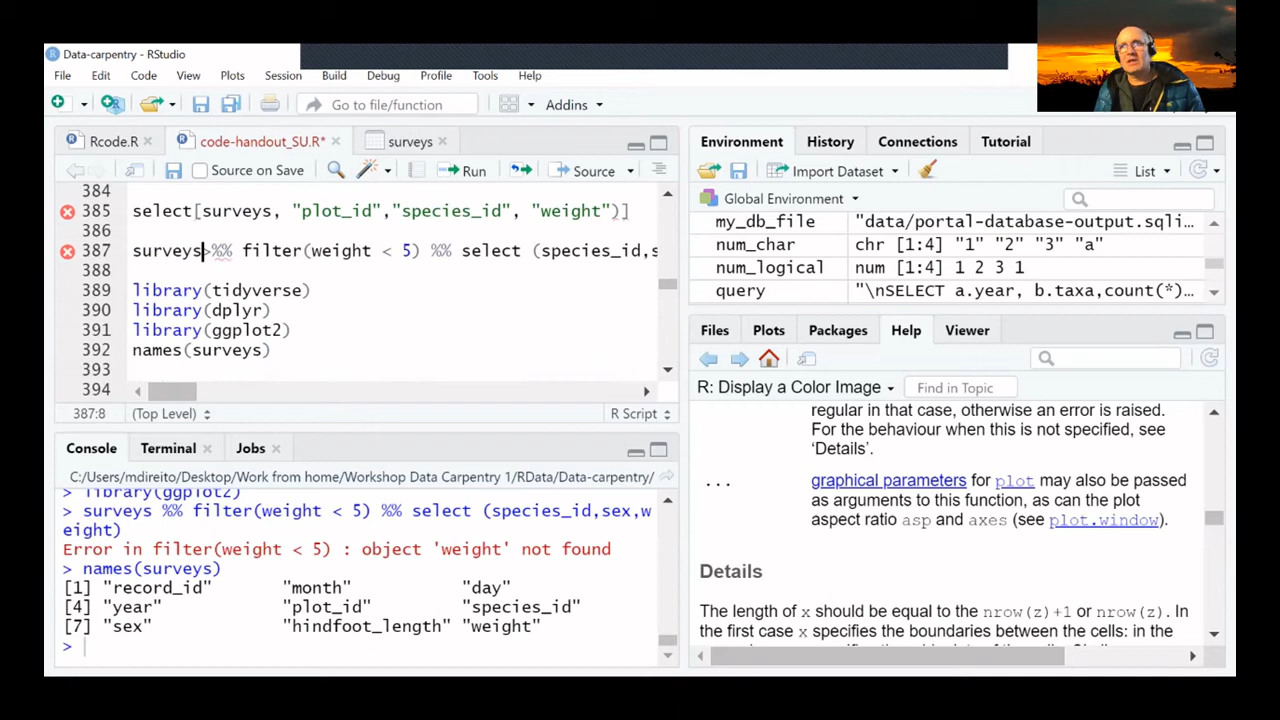 Data-carpentry - RStudio
File Edit Code View Plots Session Build Debug Profile Tools Help
Go to file/function Addins
Rcode.R code-handout_SU.R* surveys
Source on Save Run Source
384
385 select[surveys, "plot_id","species_id", "weight")]
386
387 surveys>%% filter(weight < 5) %% select (species_id,s
388
389 library(tidyverse)
390 library(dplyr)
391 library(ggplot2)
392 names(surveys)
393
394
387:8 (Top Level) R Script
Console Terminal Jobs
C:/Users/mdireito/Desktop/Work from home/Workshop Data Carpentry 1/RData/Data-carpentry/
> library(ggplot2)
> surveys %% filter(weight < 5) %% select (species_id,sex,w
eight)
Error in filter(weight < 5) : object 'weight' not found
> names(surveys)
[1] "record_id" "month" "day"
[4] "year" "plot_id" "species_id"
[7] "sex" "hindfoot_length" "weight"
>
Environment History Connections Tutorial
Import Dataset List
Global Environment
my_db_file "data/portal-database-output.sqli...
num_char chr [1:4] "1" "2" "3" "a"
num_logical num [1:4] 1 2 3 1
query "\nSELECT a.year, b.taxa,count(*)...
Files Plots Packages Help Viewer
R: Display a Color Image Find in Topic
regular in that case, otherwise an error is raised.
For the behaviour when this is not specified, see
‘Details’.
... graphical parameters for plot may also be passed
as arguments to this function, as can the plot
aspect ratio asp and axes (see plot.window).
Details
The length of x should be equal to the nrow(z)+1 or nrow(z). In
the first case x specifies the boundaries between the cells: in the